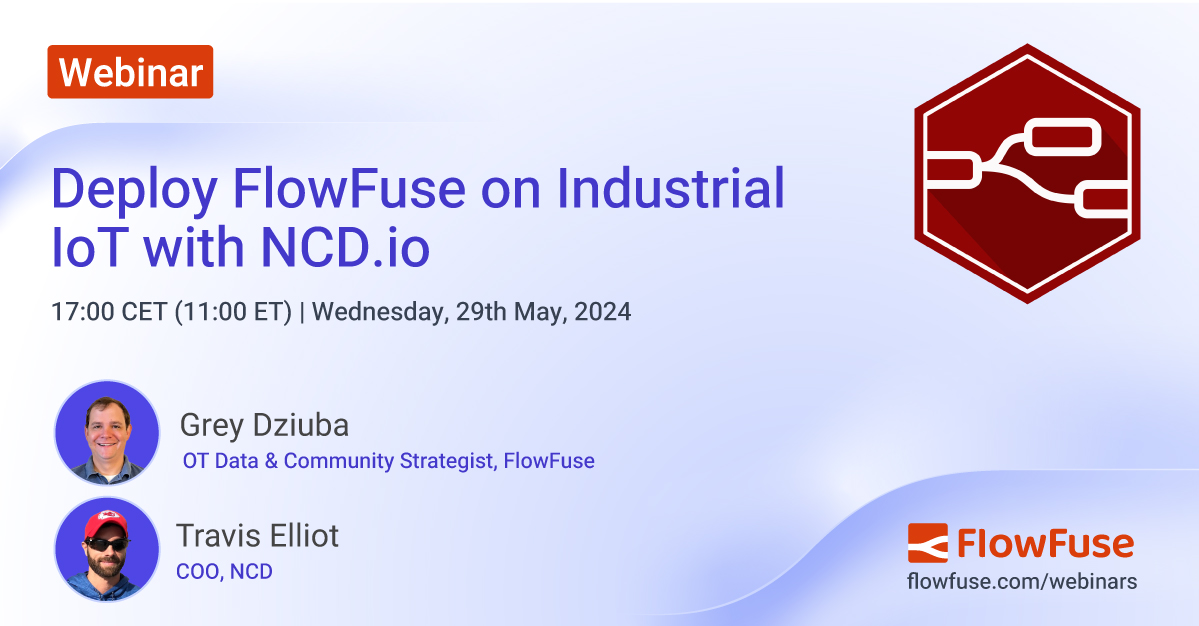 Webinar
Deploy FlowFuse on Industrial
IoT with NCD.io
17:00 CET (11:00 ET) | Wednesday, 29th May, 2024
Grey Dziuba
OT Data & Community Strategist, FlowFuse
Travis Elliot
COO, NCD
FlowFuse
flowfuse.com/webinars